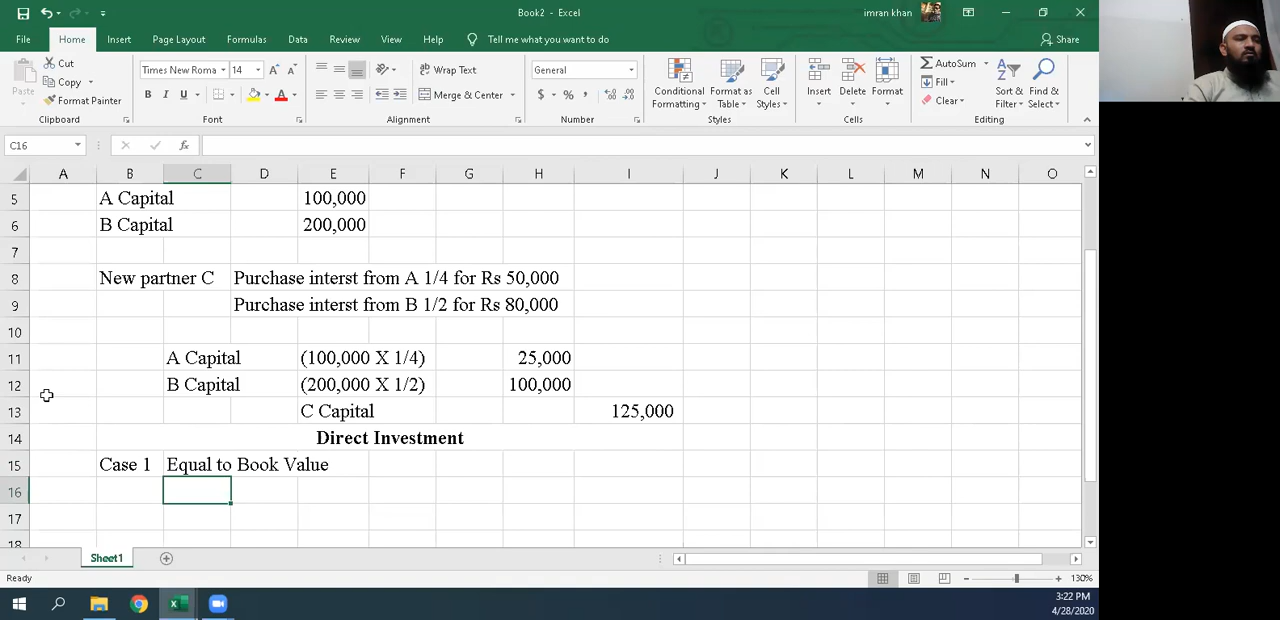 Book2 - Excel
imran khan
File Home Insert Page Layout Formulas Data Review View Help Tell me what you want to do Share
Paste
Cut
Copy
Format Painter
Clipboard
Times New Roma 14
B I U
Font
Wrap Text
Merge & Center
Alignment
General
$ % ,
Number
Conditional Formatting
Format as Table
Cell Styles
Styles
Insert
Delete
Format
Cells
AutoSum
Fill
Clear
Sort & Filter
Find & Select
Editing
C16
fx
A B C D E F G H I J K L M N O
5 A Capital 100,000
6 B Capital 200,000
7
8 New partner C Purchase interst from A 1/4 for Rs 50,000
9 Purchase interst from B 1/2 for Rs 80,000
10
11 A Capital (100,000 X 1/4) 25,000
12 B Capital (200,000 X 1/2) 100,000
13 C Capital 125,000
14 Direct Investment
15 Case 1 Equal to Book Value
16
17
18
Sheet1
Ready
130%
3:22 PM
4/28/2020